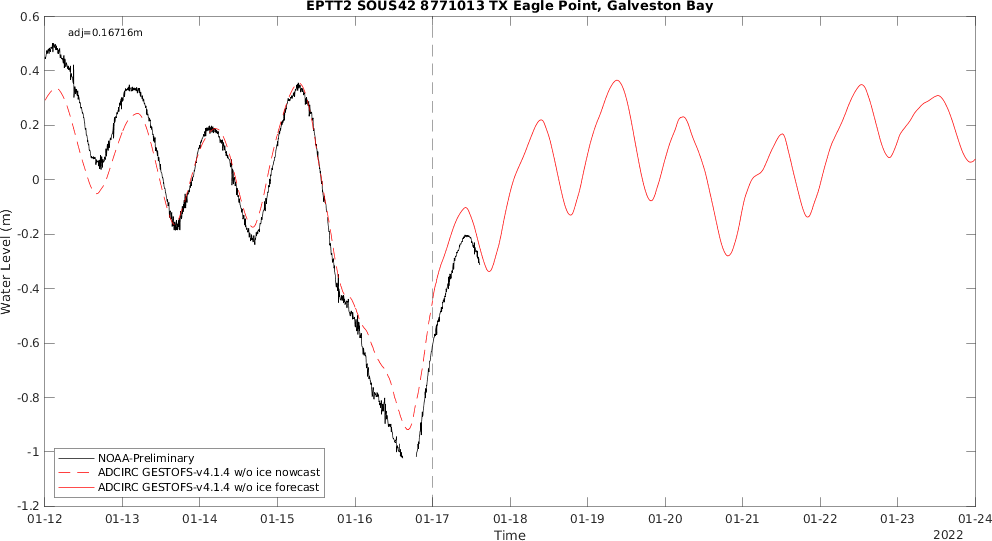 EPTT2 SOUS42 8771013 TX Eagle Point, Galveston Bay
adj=0.16716m
0.6
0.4
0.2
0
-0.2
-0.4
-0.6
-0.8
-1
-1.2
Water Level (m)
NOAA-Preliminary
ADCIRC GESTOFS-v4.1.4 w/o ice nowcast
ADCIRC GESTOFS-v4.1.4 w/o ice forecast
01-12 01-13 01-14 01-15 01-16 01-17 01-18 01-19 01-20 01-21 01-22 01-23 01-24
Time
2022